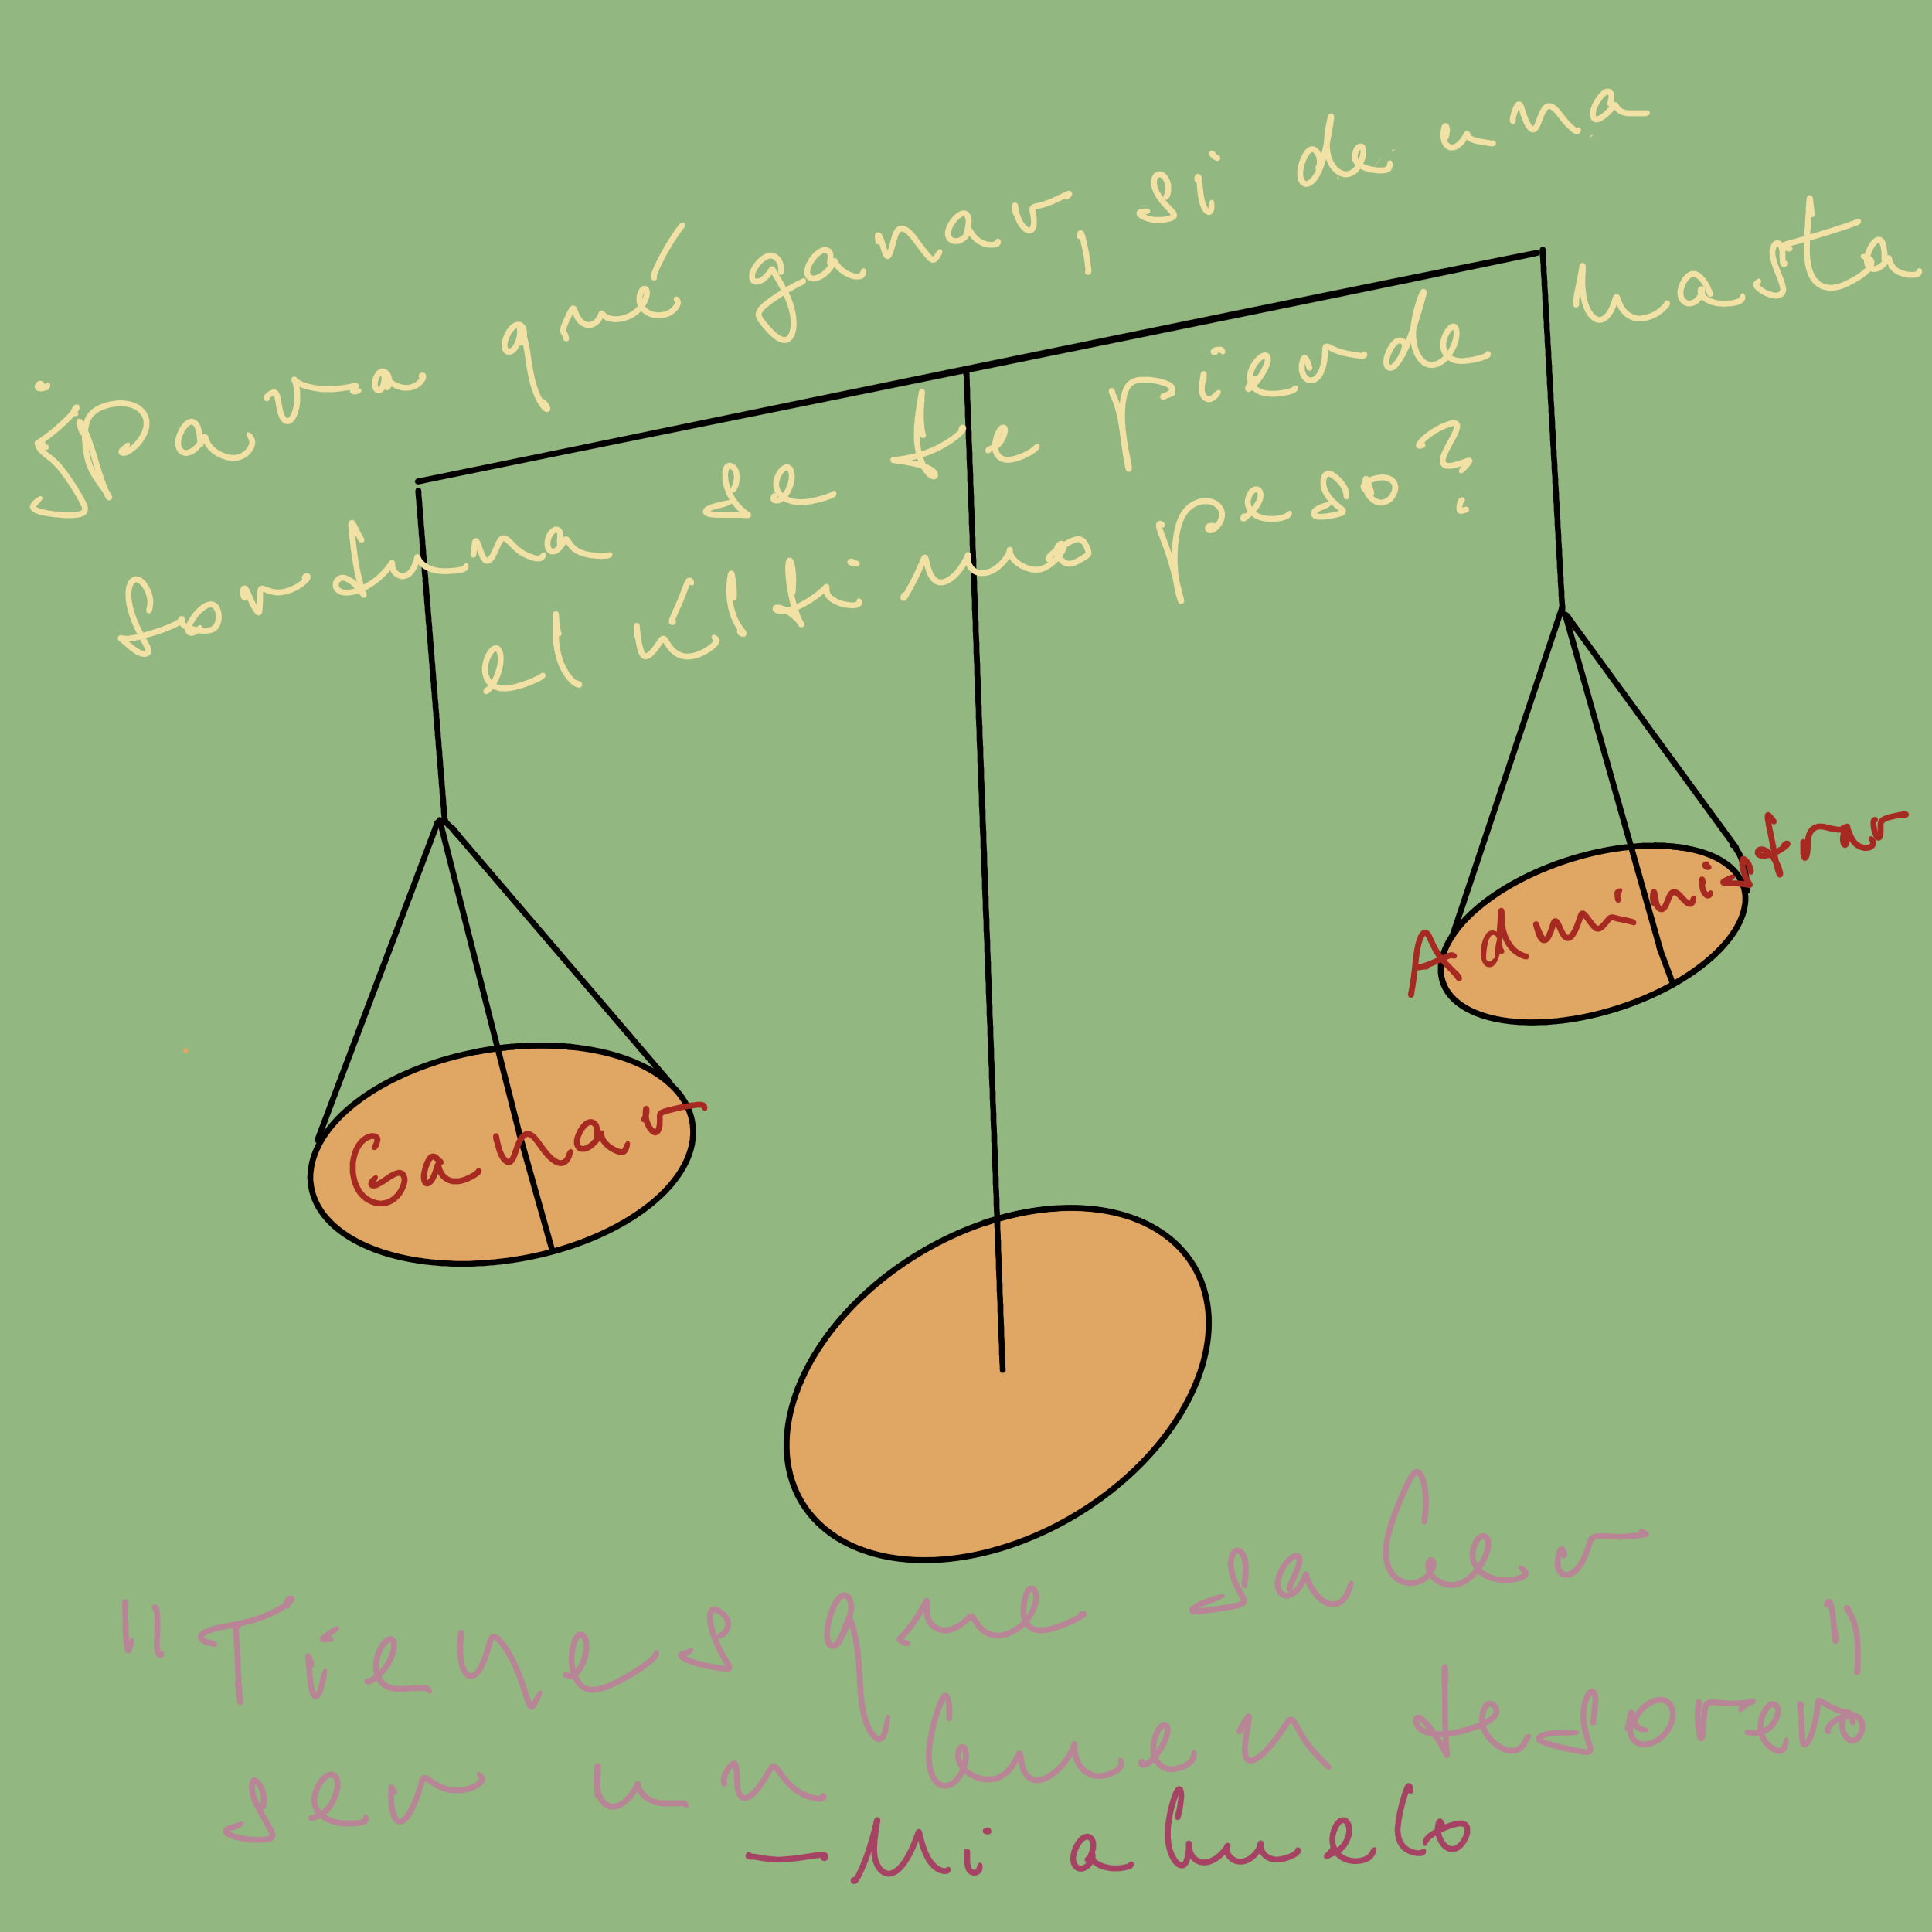 ¿Para qué ganar, si de una
fortuna se te pierde hasta
el último peso?
Administrar
Ganar
"Tienes que saber
ser un buen tesorero"
- Mi abuelo